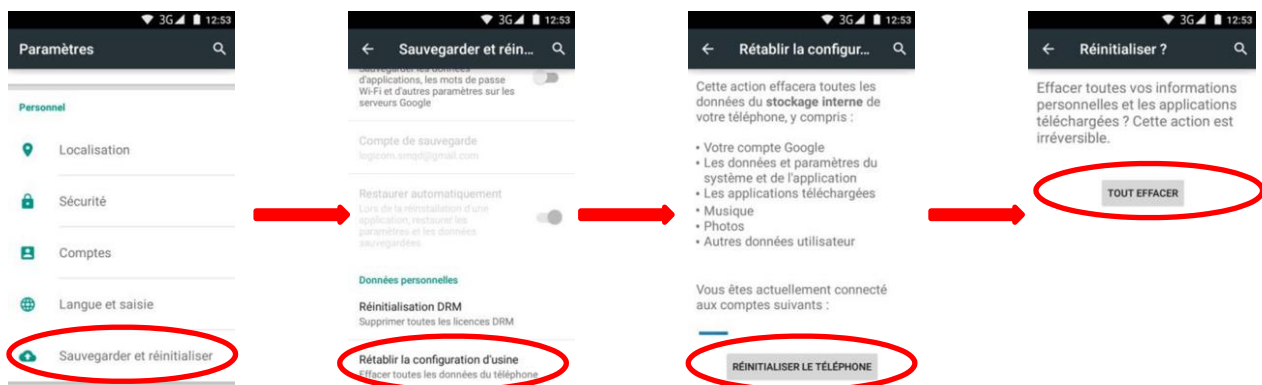 3G 12:53
Paramètres
Personnel
Localisation
Sécurité
Comptes
Langue et saisie
Sauvegarder et réinitialiser
3G 12:53
Sauvegarder et réin...
Sauvegarder les données
d'applications, les mots de passe
Wi-Fi et d'autres paramètres sur les
serveurs Google
Compte de sauvegarde
logicom.smqd@gmail.com
Restaurer automatiquement
Lors de la réinstallation d'une
application, restaurer les
paramètres et les données
sauvegardées
Données personnelles
Réinitialisation DRM
Supprimer toutes les licences DRM
Rétablir la configuration d'usine
Effacer toutes les données du téléphone
3G 12:53
Rétablir la configur...
Cette action effacera toutes les
données du stockage interne de
votre téléphone, y compris :
• Votre compte Google
• Les données et paramètres du
système et de l'application
• Les applications téléchargées
• Musique
• Photos
• Autres données utilisateur
Vous êtes actuellement connecté
aux comptes suivants :
RÉINITIALISER LE TÉLÉPHONE
3G 12:53
Réinitialiser ?
Effacer toutes vos informations
personnelles et les applications
téléchargées ? Cette action est
irréversible.
TOUT EFFACER